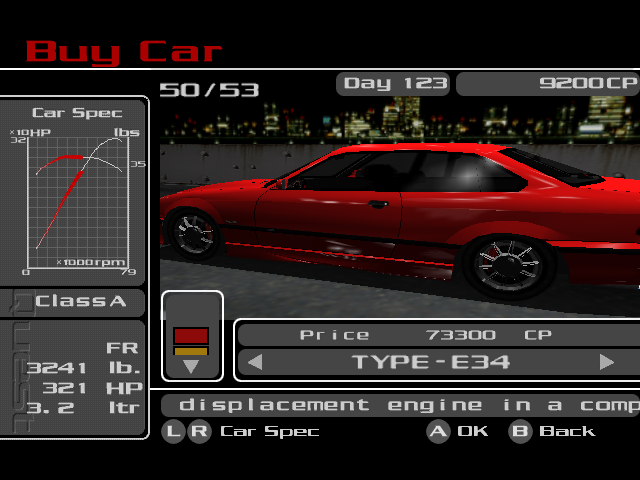 Buy Car
50/53
Day 123
9200CP
Car Spec
×10HP
lbs
32
35
×1000rpm
0
79
ClassA
FR
3241 lb.
321 HP
3.2 ltr
Price 73300 CP
TYPE-E34
displacement engine in a comp
L R Car Spec
A OK
B Back